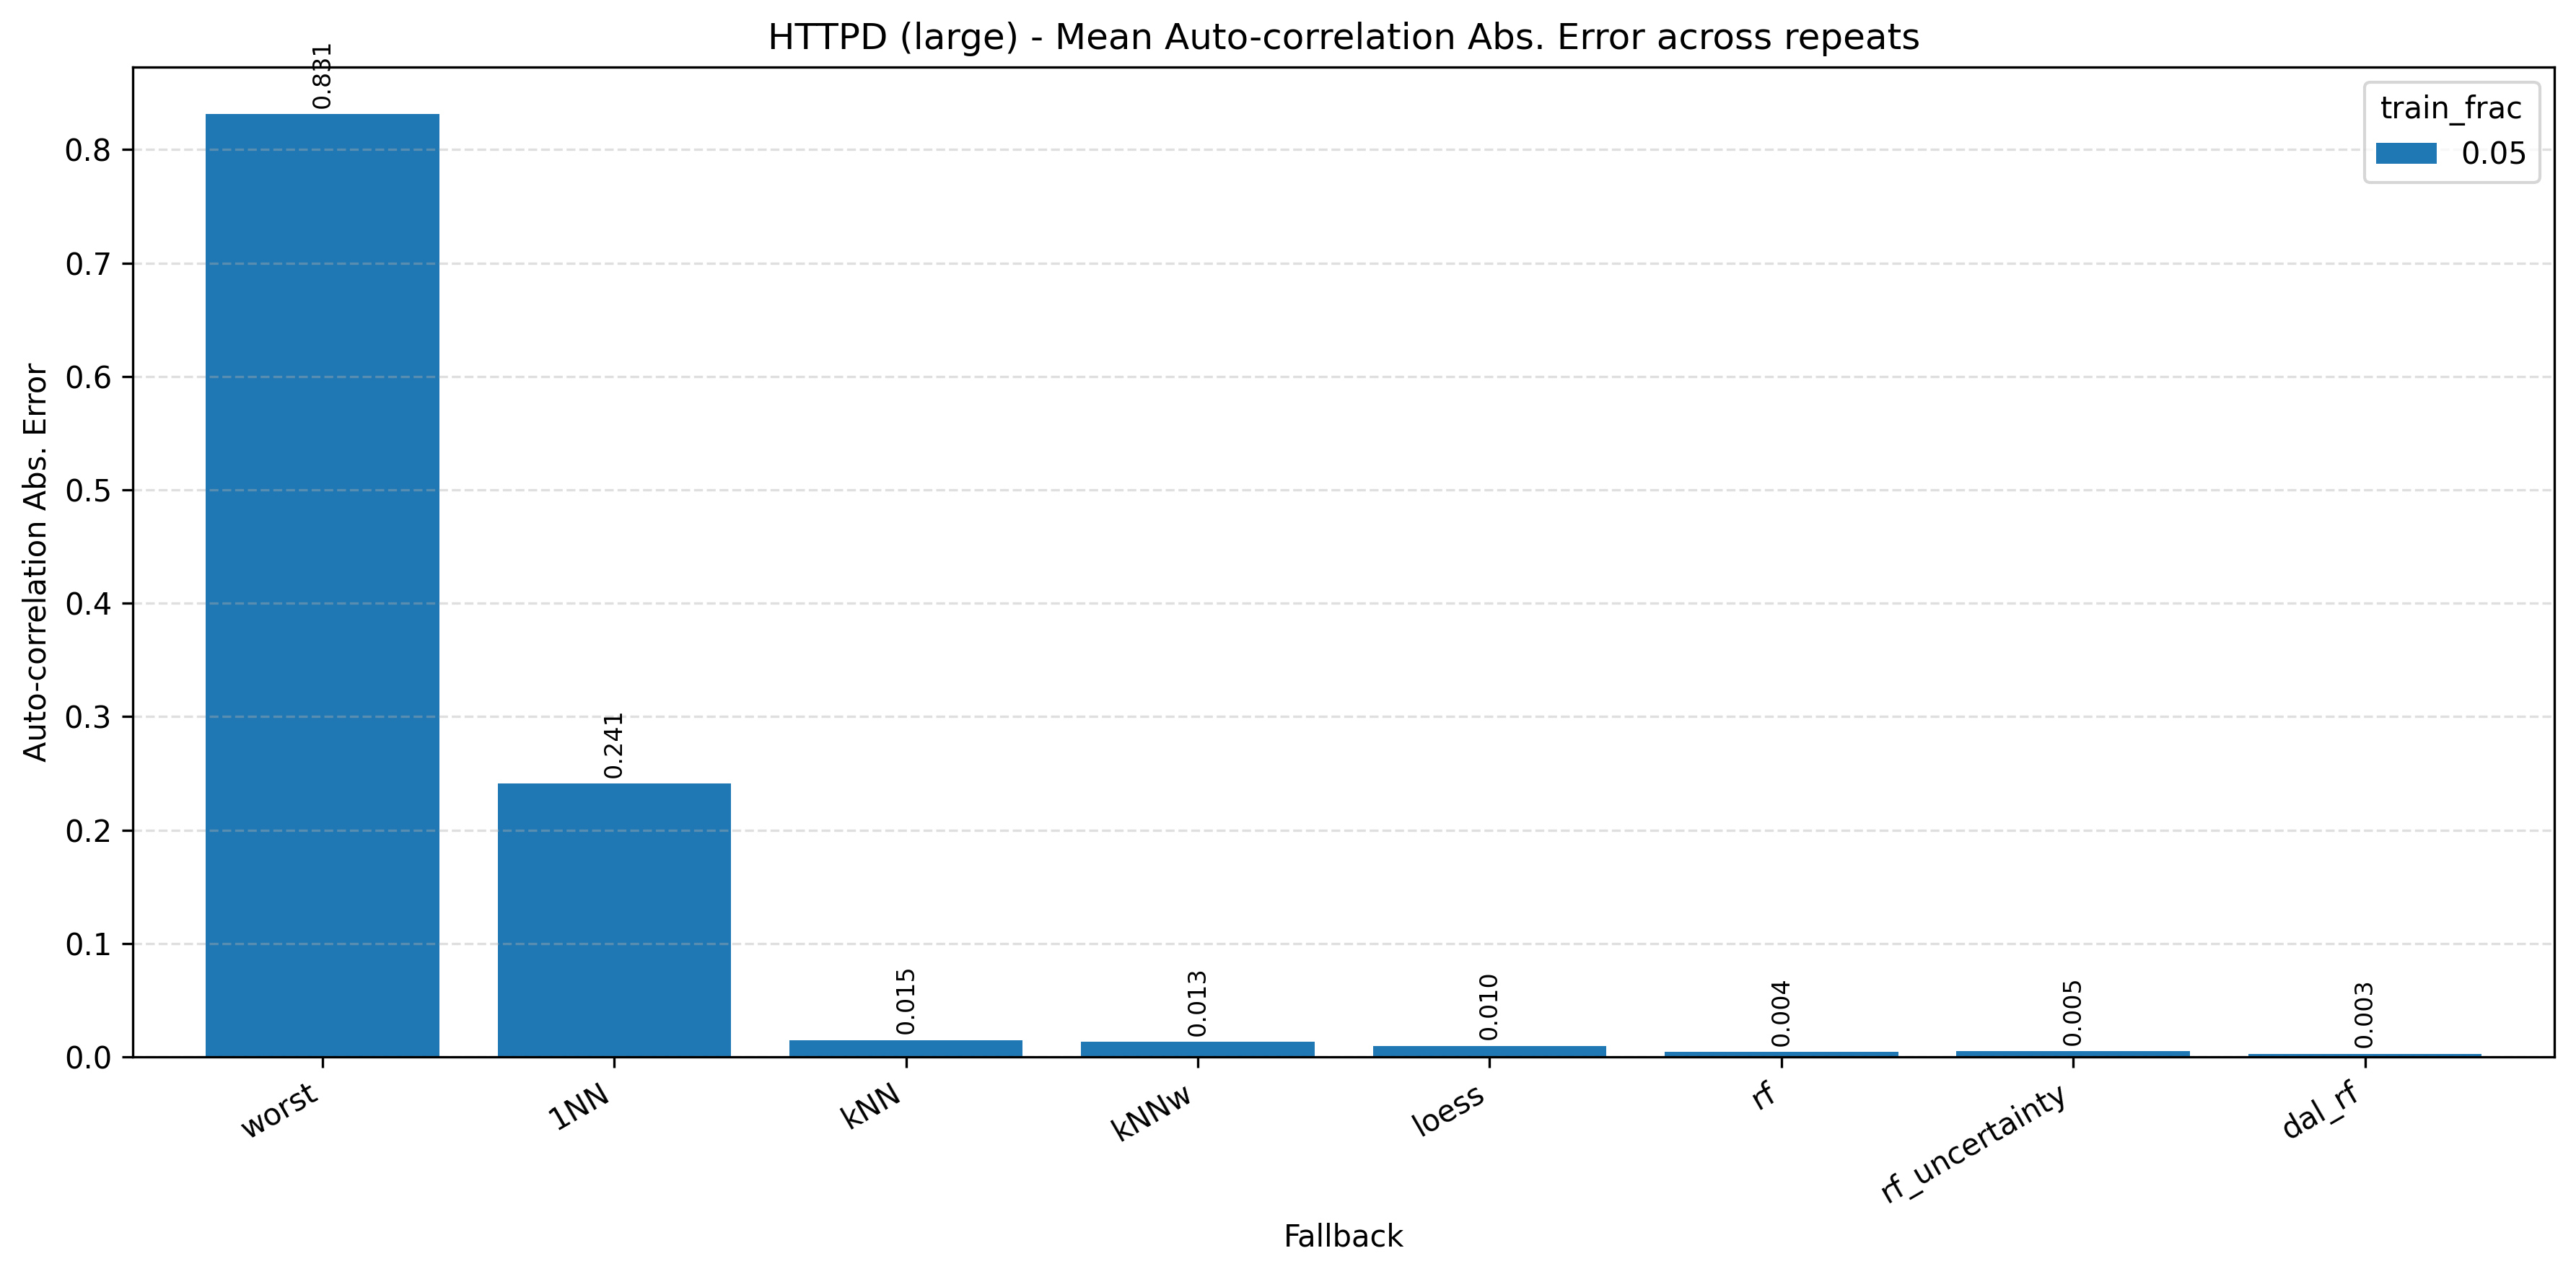 HTTPD (large) - Mean Auto-correlation Abs. Error across repeats
0.831
train_frac
0.05
0.8
0.7
0.6
0.5
0.4
0.3
0.2
0.1
0.0
Auto-correlation Abs. Error
0.241
0.015
0.013
0.010
0.004
0.005
0.003
worst
1NN
kNN
kNNw
loess
rf
rf_uncertainty
dal_rf
Fallback